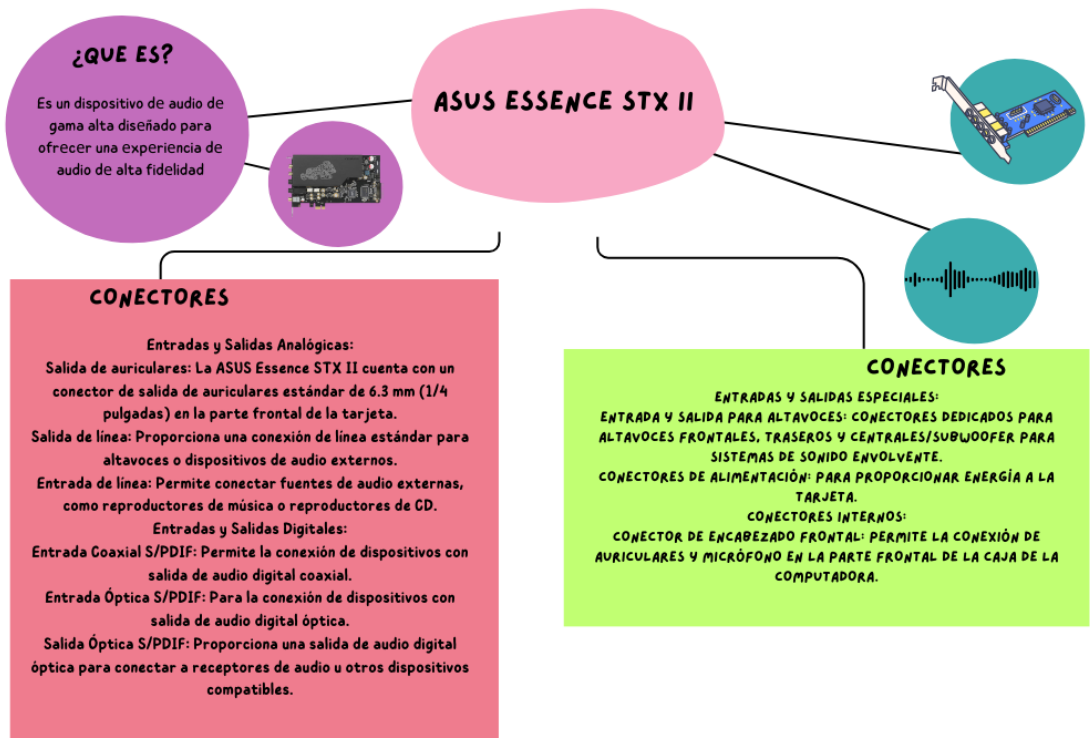 ¿QUE ES?
Es un dispositivo de audio de
gama alta diseñado para
ofrecer una experiencia de
audio de alta fidelidad
ASUS ESSENCE STX II
CONECTORES
Entradas y Salidas Analógicas:
Salida de auriculares: La ASUS Essence STX II cuenta con un
conector de salida de auriculares estándar de 6.3 mm (1/4
pulgadas) en la parte frontal de la tarjeta.
Salida de línea: Proporciona una conexión de línea estándar para
altavoces o dispositivos de audio externos.
Entrada de línea: Permite conectar fuentes de audio externas,
como reproductores de música o reproductores de CD.
Entradas y Salidas Digitales:
Entrada Coaxial S/PDIF: Permite la conexión de dispositivos con
salida de audio digital coaxial.
Entrada Óptica S/PDIF: Para la conexión de dispositivos con
salida de audio digital óptica.
Salida Óptica S/PDIF: Proporciona una salida de audio digital
óptica para conectar a receptores de audio u otros dispositivos
compatibles.
CONECTORES
ENTRADAS Y SALIDAS ESPECIALES:
ENTRADA Y SALIDA PARA ALTAVOCES: CONECTORES DEDICADOS PARA
ALTAVOCES FRONTALES, TRASEROS Y CENTRALES/SUBWOOFER PARA
SISTEMAS DE SONIDO ENVOLVENTE.
CONECTORES DE ALIMENTACIÓN: PARA PROPORCIONAR ENERGÍA A LA
TARJETA.
CONECTORES INTERNOS:
CONECTOR DE ENCABEZADO FRONTAL: PERMITE LA CONEXIÓN DE
AURICULARES Y MICRÓFONO EN LA PARTE FRONTAL DE LA CAJA DE LA
COMPUTADORA.